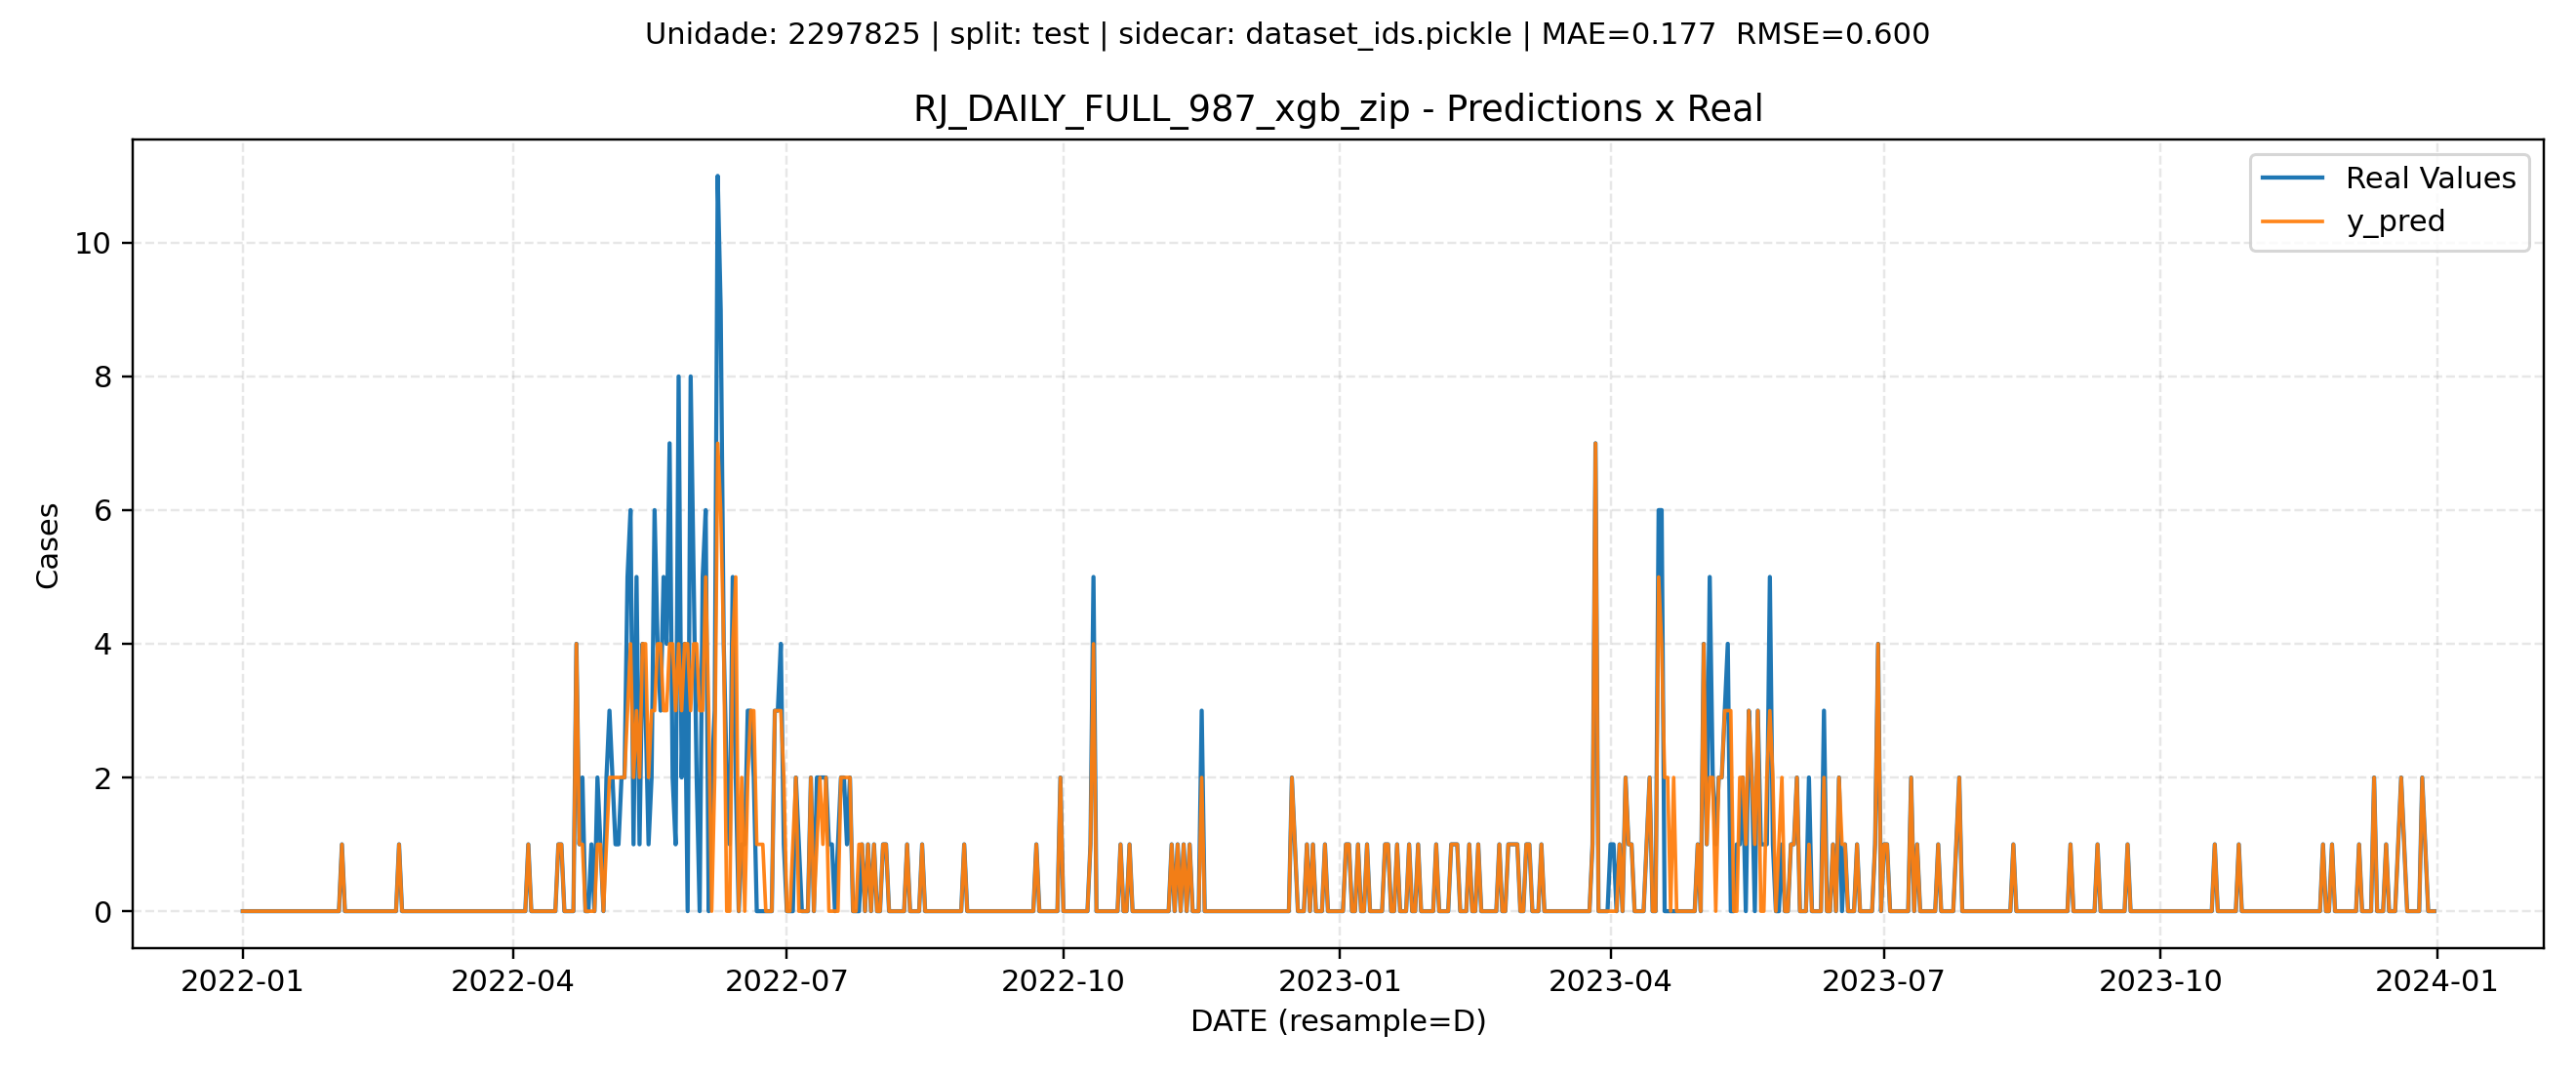 Unidade: 2297825 | split: test | sidecar: dataset_ids.pickle | MAE=0.177  RMSE=0.600
RJ_DAILY_FULL_987_xgb_zip - Predictions x Real
Real Values
y_pred
Cases
10
8
6
4
2
0
2022-01 2022-04 2022-07 2022-10 2023-01 2023-04 2023-07 2023-10 2024-01
DATE (resample=D)